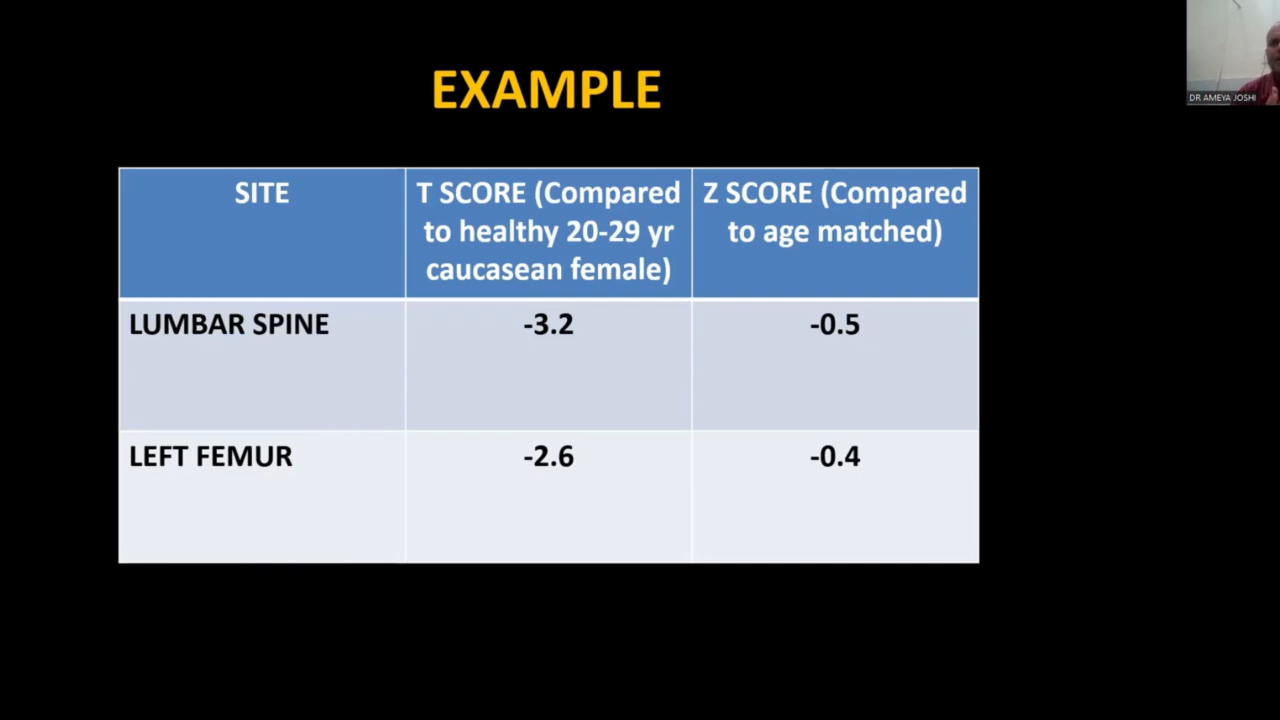 EXAMPLE
DR AMEYA JOSHI
SITE
T SCORE (Compared
to healthy 20-29 yr
caucasean female)
Z SCORE (Compared
to age matched)
LUMBAR SPINE
-3.2
-0.5
LEFT FEMUR
-2.6
-0.4